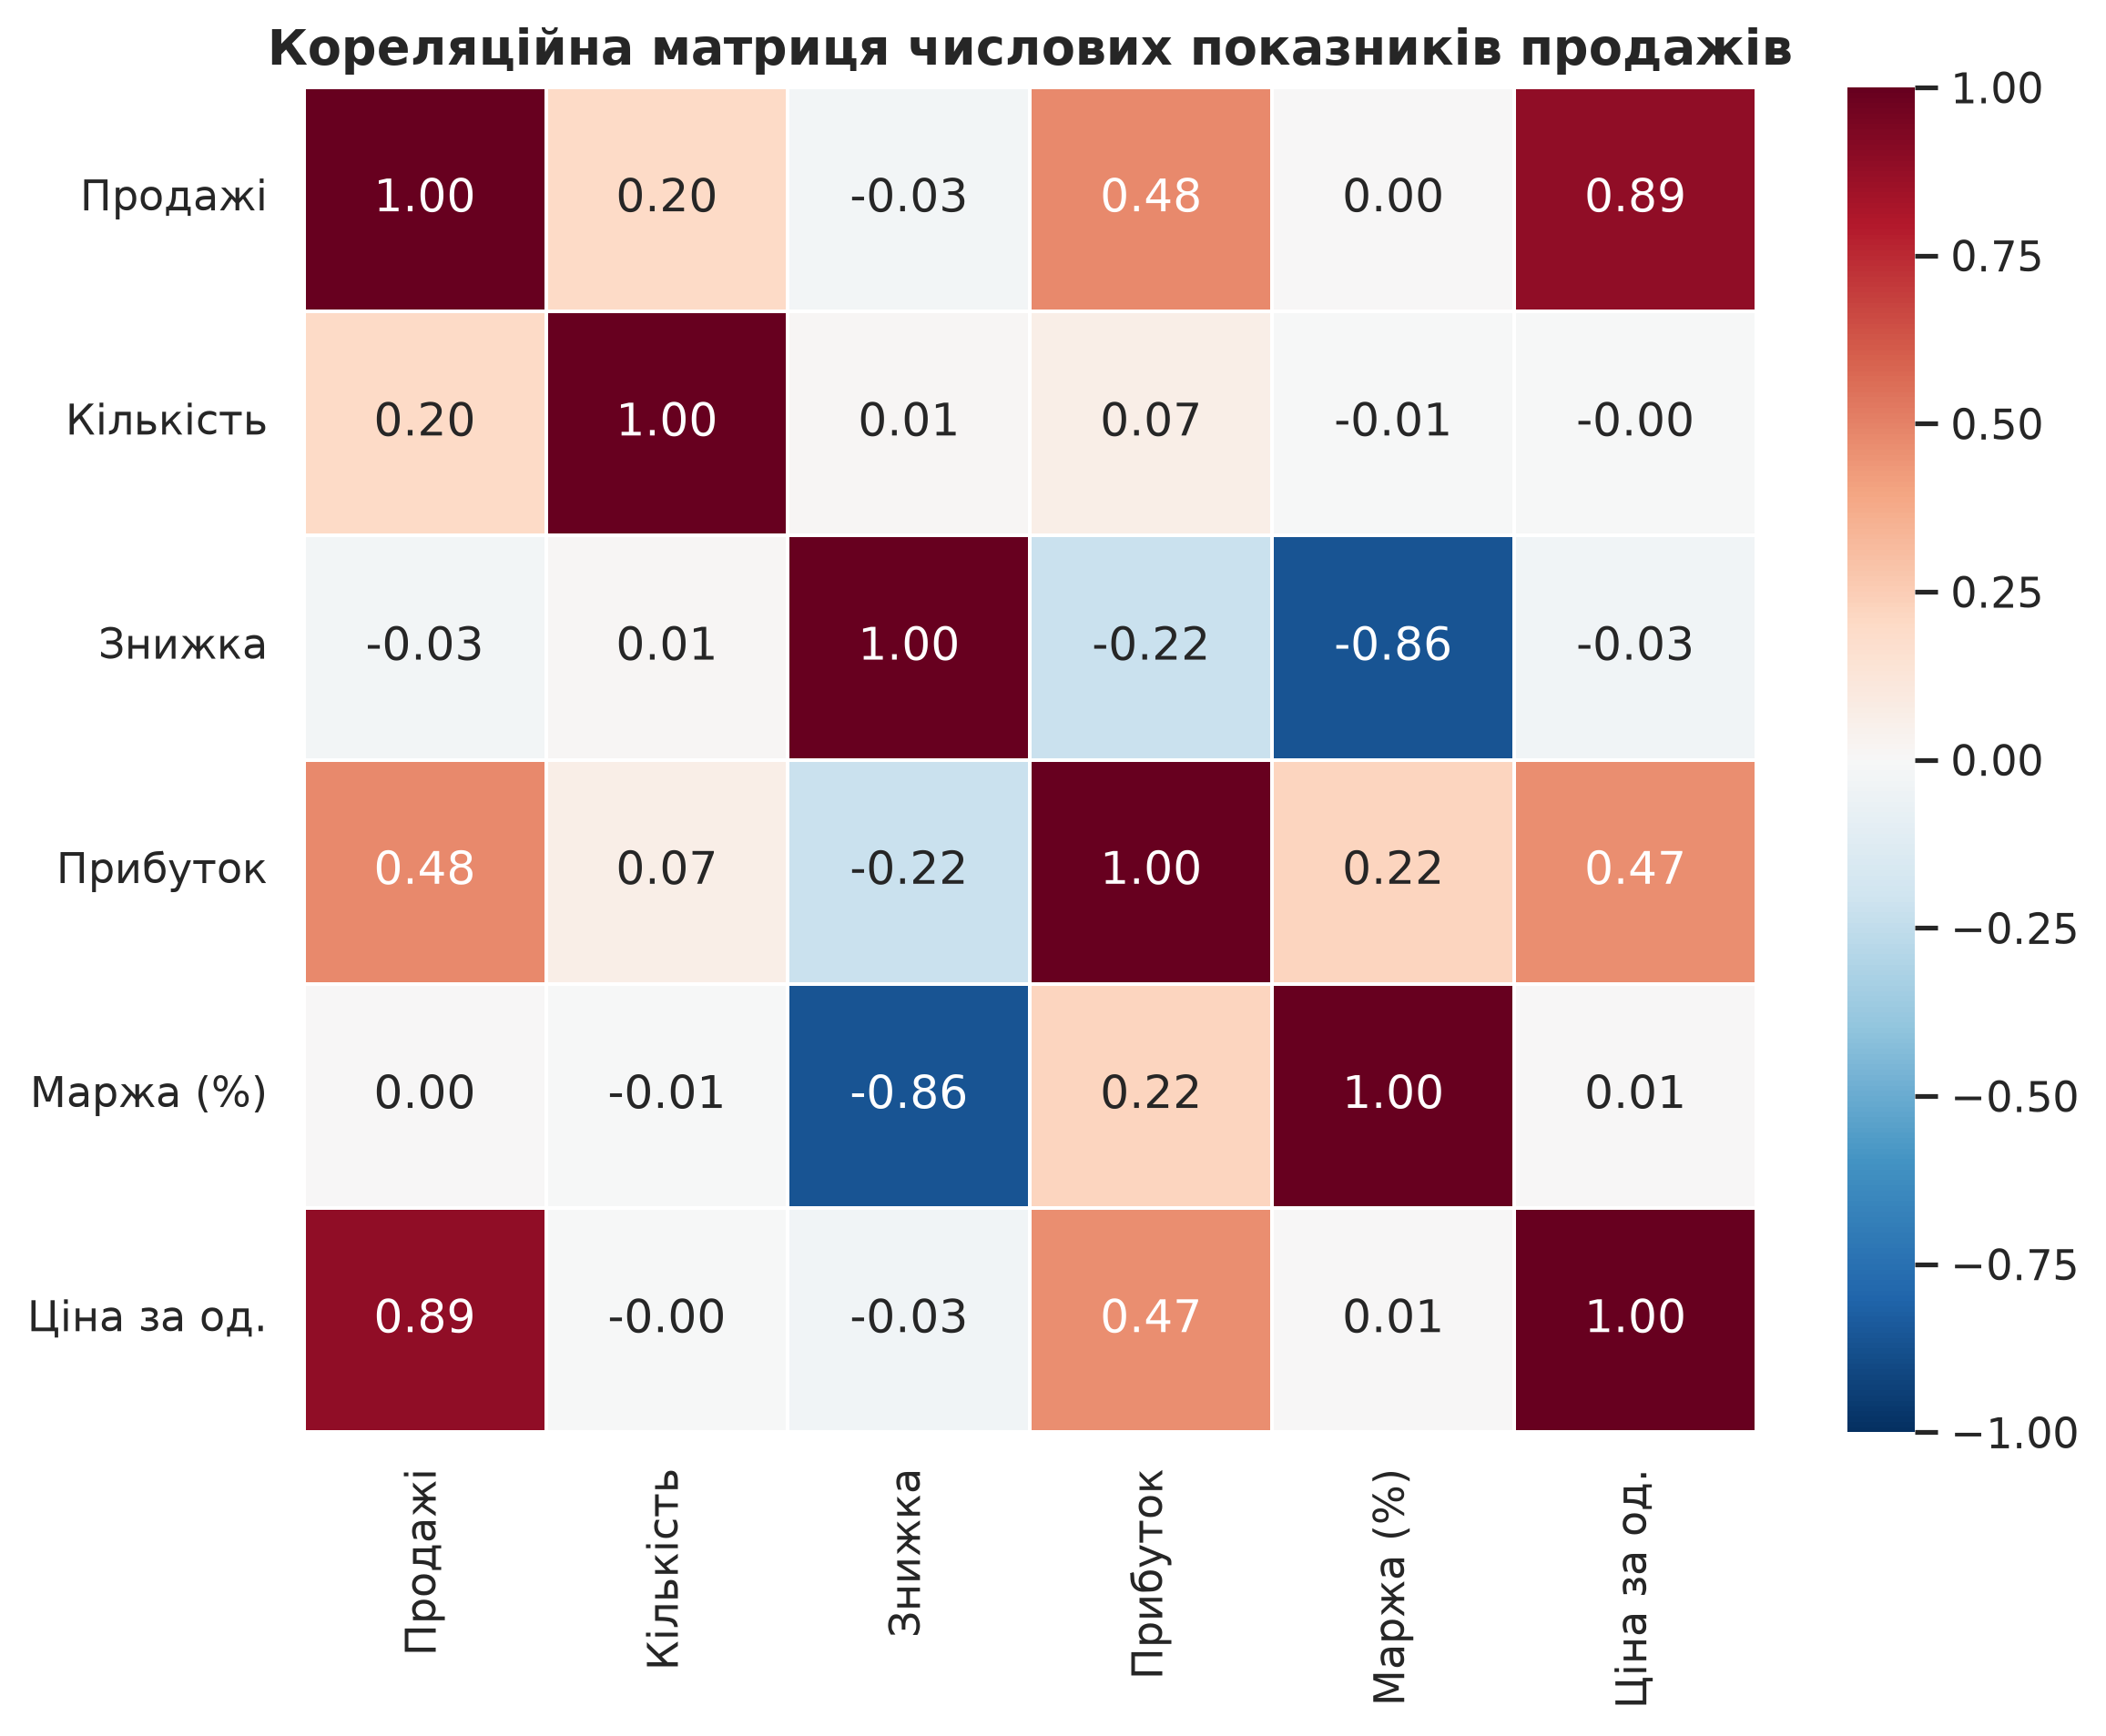 Кореляційна матриця числових показників продажів
Продажі 1.00 0.20 -0.03 0.48 0.00 0.89
Кількість 0.20 1.00 0.01 0.07 -0.01 -0.00
Знижка -0.03 0.01 1.00 -0.22 -0.86 -0.03
Прибуток 0.48 0.07 -0.22 1.00 0.22 0.47
Маржа (%) 0.00 -0.01 -0.86 0.22 1.00 0.01
Ціна за од. 0.89 -0.00 -0.03 0.47 0.01 1.00
Продажі
Кількість
Знижка
Прибуток
Маржа (%)
Ціна за од.
1.00
0.75
0.50
0.25
0.00
−0.25
−0.50
−0.75
−1.00